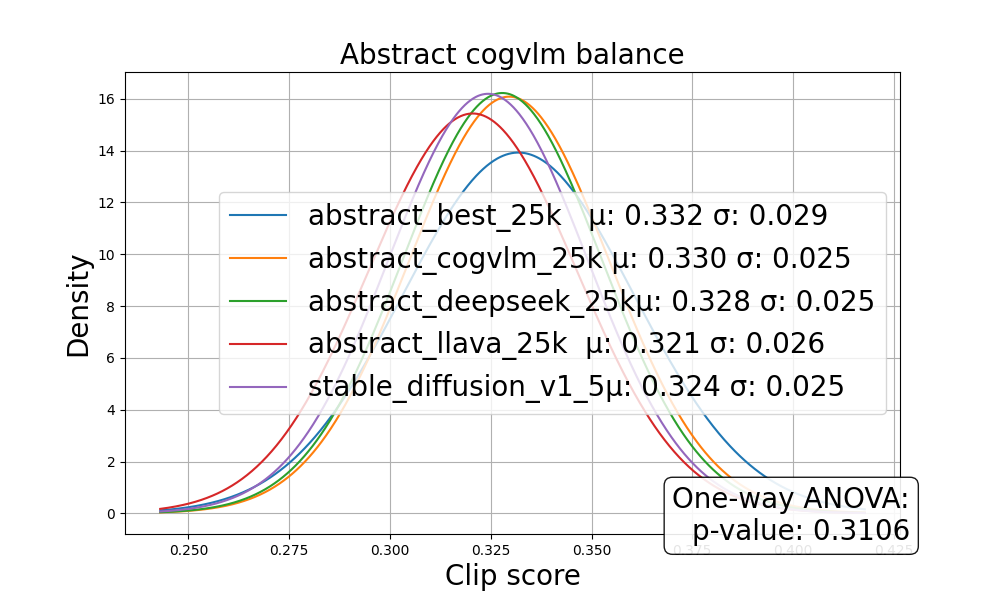 Abstract cogvlm balance
16
14
12
10
8
6
4
2
0
Density
abstract_best_25k μ: 0.332 σ: 0.029
abstract_cogvlm_25k μ: 0.330 σ: 0.025
abstract_deepseek_25kμ: 0.328 σ: 0.025
abstract_llava_25k μ: 0.321 σ: 0.026
stable_diffusion_v1_5μ: 0.324 σ: 0.025
One-way ANOVA:
p-value: 0.3106
0.250 0.275 0.300 0.325 0.350 0.375 0.400 0.425
Clip score